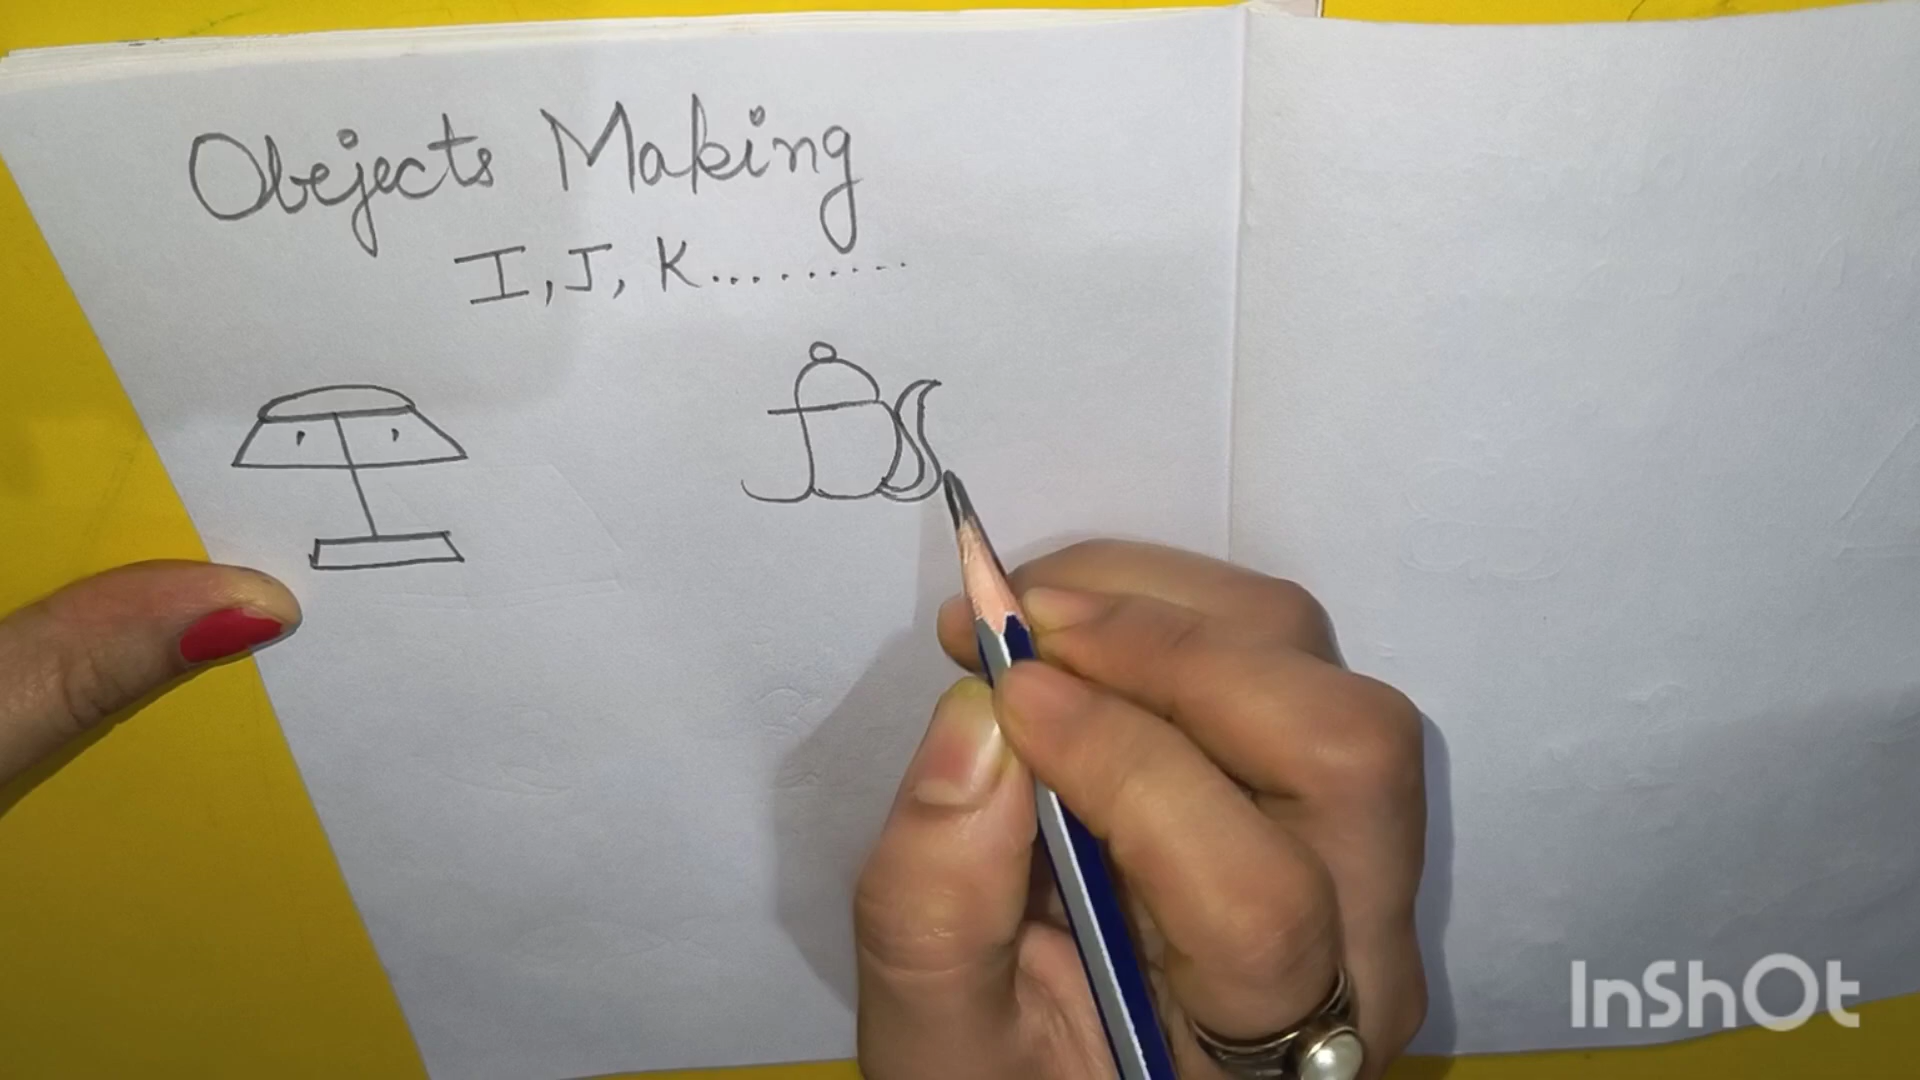 Obejects Making
I, J, K.........
InShOt